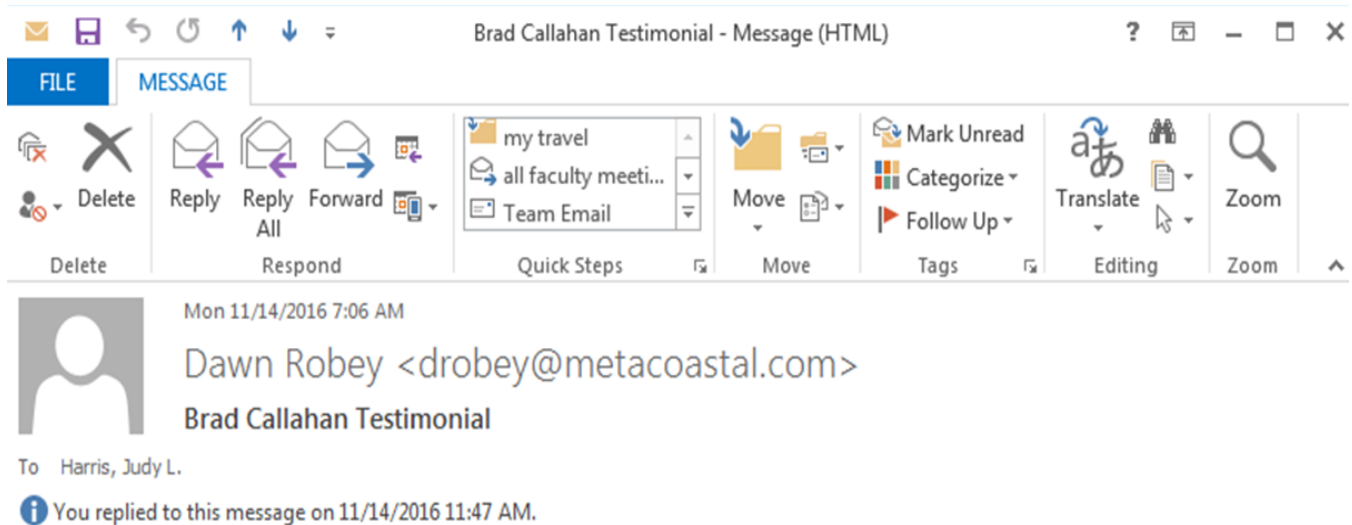 Brad Callahan Testimonial - Message (HTML) ?
FILE MESSAGE
Delete
Reply Reply All Forward
my travel
all faculty meeti...
Team Email
Move
Mark Unread
Categorize
Follow Up
Translate
Zoom
Delete Respond Quick Steps Move Tags Editing Zoom
Mon 11/14/2016 7:06 AM
Dawn Robey <drobey@metacoastal.com>
Brad Callahan Testimonial
To Harris, Judy L.
You replied to this message on 11/14/2016 11:47 AM.